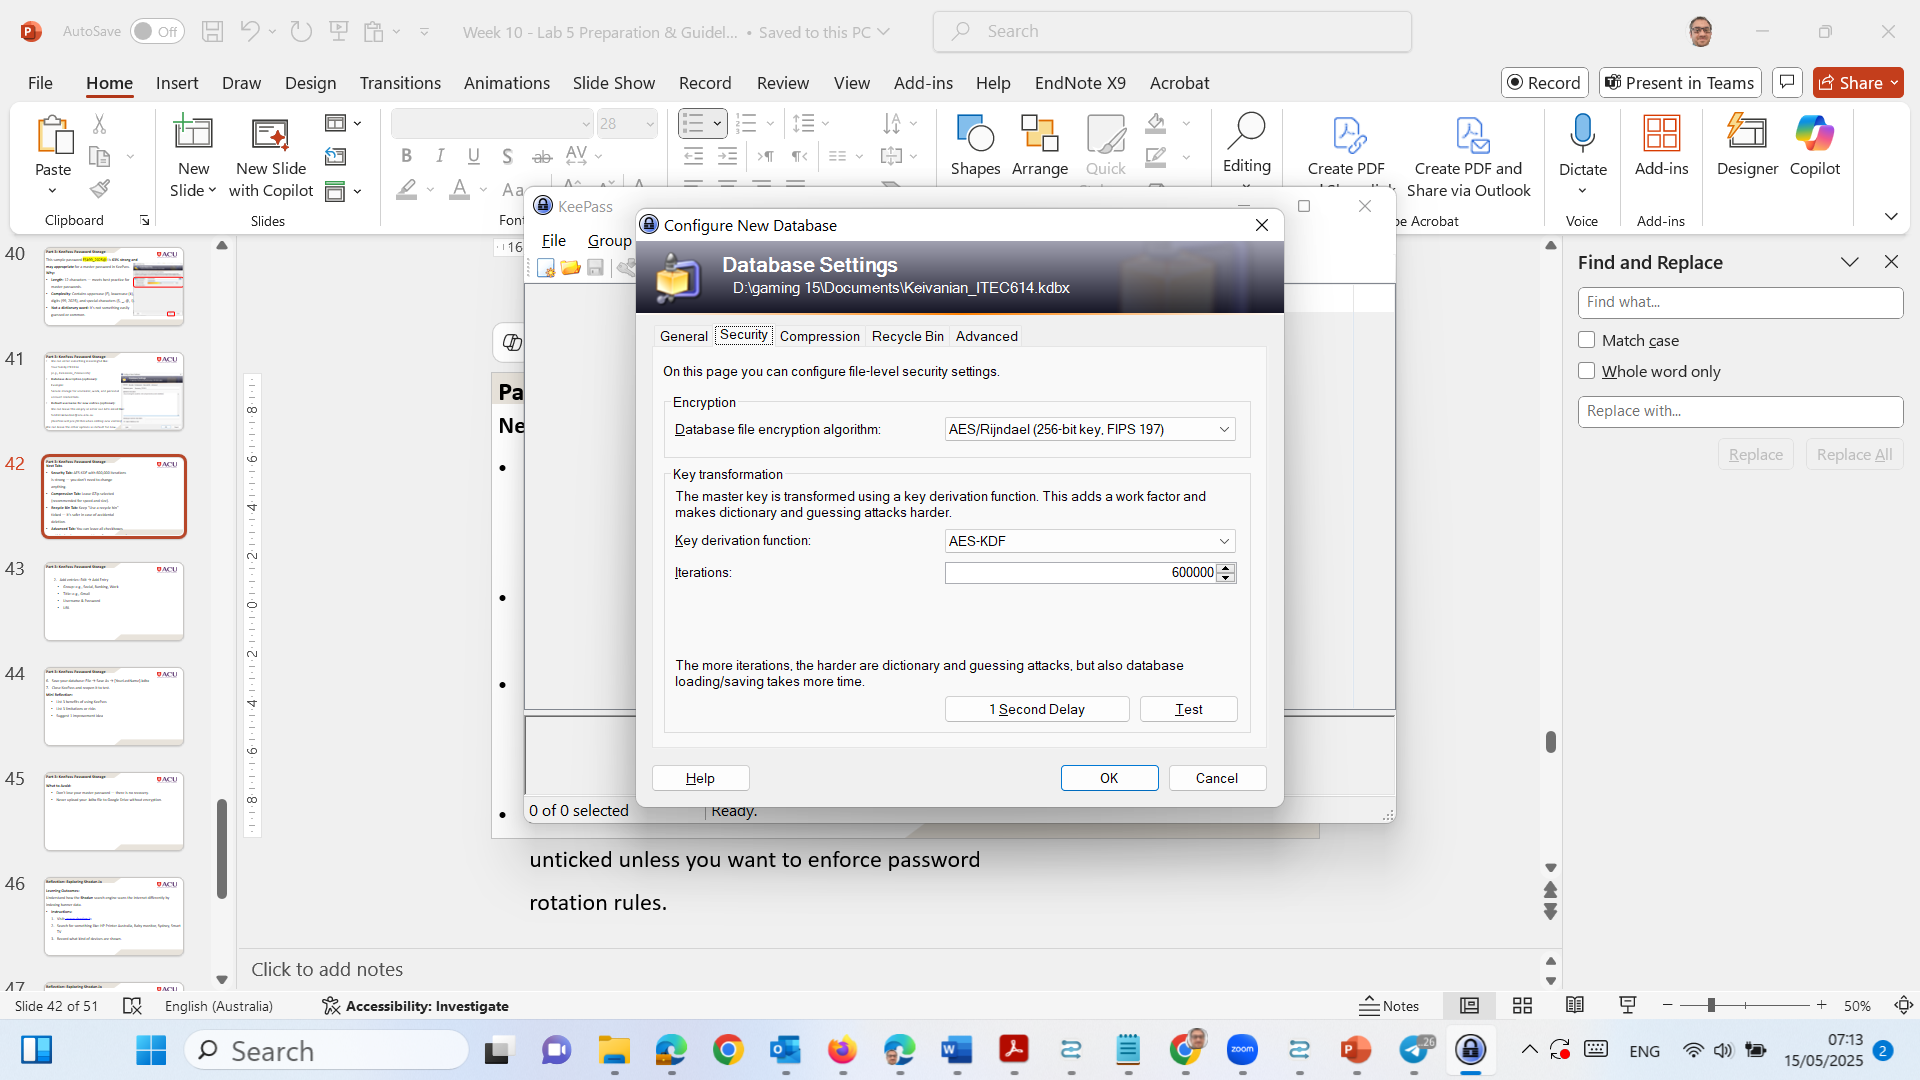 AutoSave Off
Week 10 - Lab 5 Preparation & Guidel... • Saved to this PC
Search
File Home Insert Draw Design Transitions Animations Slide Show Record Review View Add-ins Help EndNote X9 Acrobat
Record Present in Teams Share
Paste
New Slide
New Slide with Copilot
28
Shapes Arrange Quick
Editing
Create PDF
Create PDF and Share via Outlook
Dictate
Add-ins
Designer Copilot
Clipboard Slides Voice Add-ins
KeePass
File Group
Configure New Database
Database Settings
D:\gaming 15\Documents\Keivanian_ITEC614.kdbx
General Security Compression Recycle Bin Advanced
On this page you can configure file-level security settings.
Encryption
Database file encryption algorithm: AES/Rijndael (256-bit key, FIPS 197)
Key transformation
The master key is transformed using a key derivation function. This adds a work factor and
makes dictionary and guessing attacks harder.
Key derivation function: AES-KDF
Iterations: 600000
The more iterations, the harder are dictionary and guessing attacks, but also database
loading/saving takes more time.
1 Second Delay Test
Help OK Cancel
0 of 0 selected Ready.
unticked unless you want to enforce password
rotation rules.
Click to add notes
Find and Replace
Find what...
Match case
Whole word only
Replace with...
Replace Replace All
40
41
42
43
44
45
46
47
Slide 42 of 51 English (Australia) Accessibility: Investigate Notes 50%
Search
ENG
07:13
15/05/2025
2